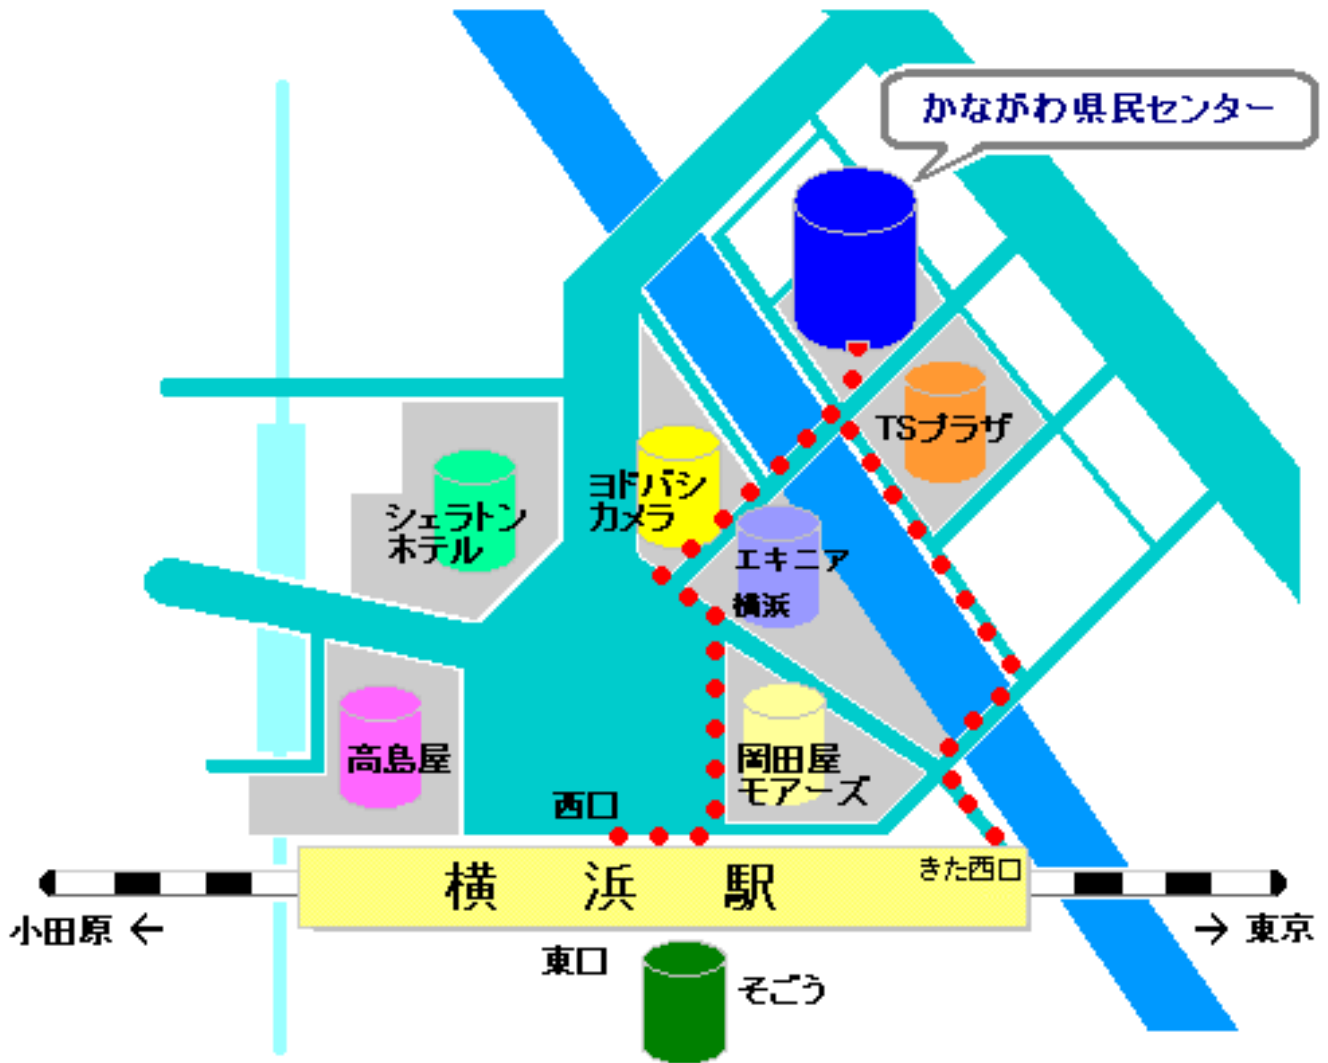 かながわ県民センター
TSプラザ
ヨドバシ
カメラ
シェラトン
ホテル
エキニア
横浜
高島屋
岡田屋
モアーズ
西口
きた西口
横浜駅
小田原 ←
→ 東京
東口
そごう